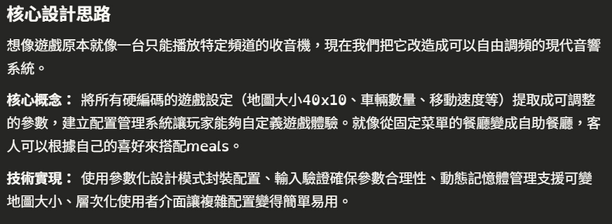 核心設計思路
想像遊戲原本就像一台只能播放特定頻道的收音機，現在我們把它改造成可以自由調頻的現代音響
系統。
核心概念： 將所有硬編碼的遊戲設定（地圖大小40x10、車輛數量、移動速度等）提取成可調整
的參數，建立配置管理系統讓玩家能夠自定義遊戲體驗。就像從固定菜單的餐廳變成自助餐廳，客
人可以根據自己的喜好來搭配meals。
技術實現： 使用參數化設計模式封裝配置、輸入驗證確保參數合理性、動態記憶體管理支援可變
地圖大小、層次化使用者介面讓複雜配置變得簡單易用。